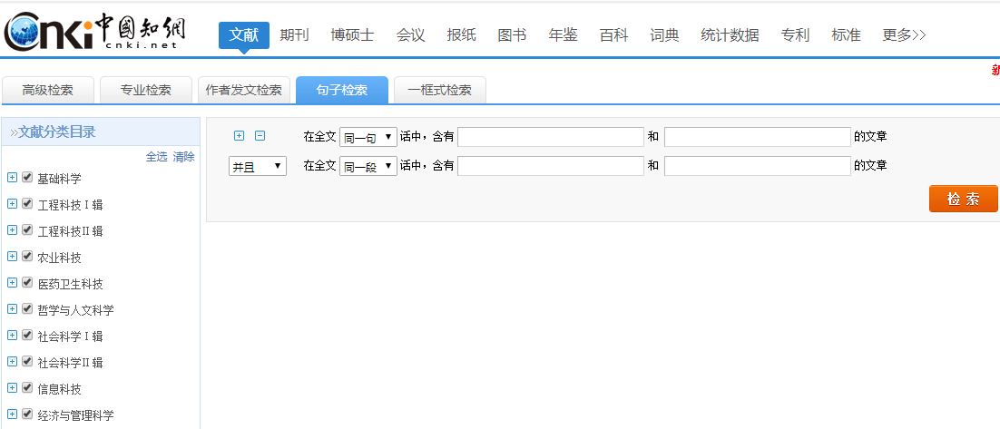 cnki 中國知網
cnki.net
文献 期刊 博硕士 会议 报纸 图书 年鉴 百科 词典 统计数据 专利 标准 更多>>
高级检索 专业检索 作者发文检索 句子检索 一框式检索
文献分类目录
全选 清除
基础科学
工程科技Ⅰ辑
工程科技Ⅱ辑
农业科技
医药卫生科技
哲学与人文科学
社会科学Ⅰ辑
社会科学Ⅱ辑
信息科技
经济与管理科学
在全文 同一句 话中，含有 和 的文章
并且 在全文 同一段 话中，含有 和 的文章
检 索